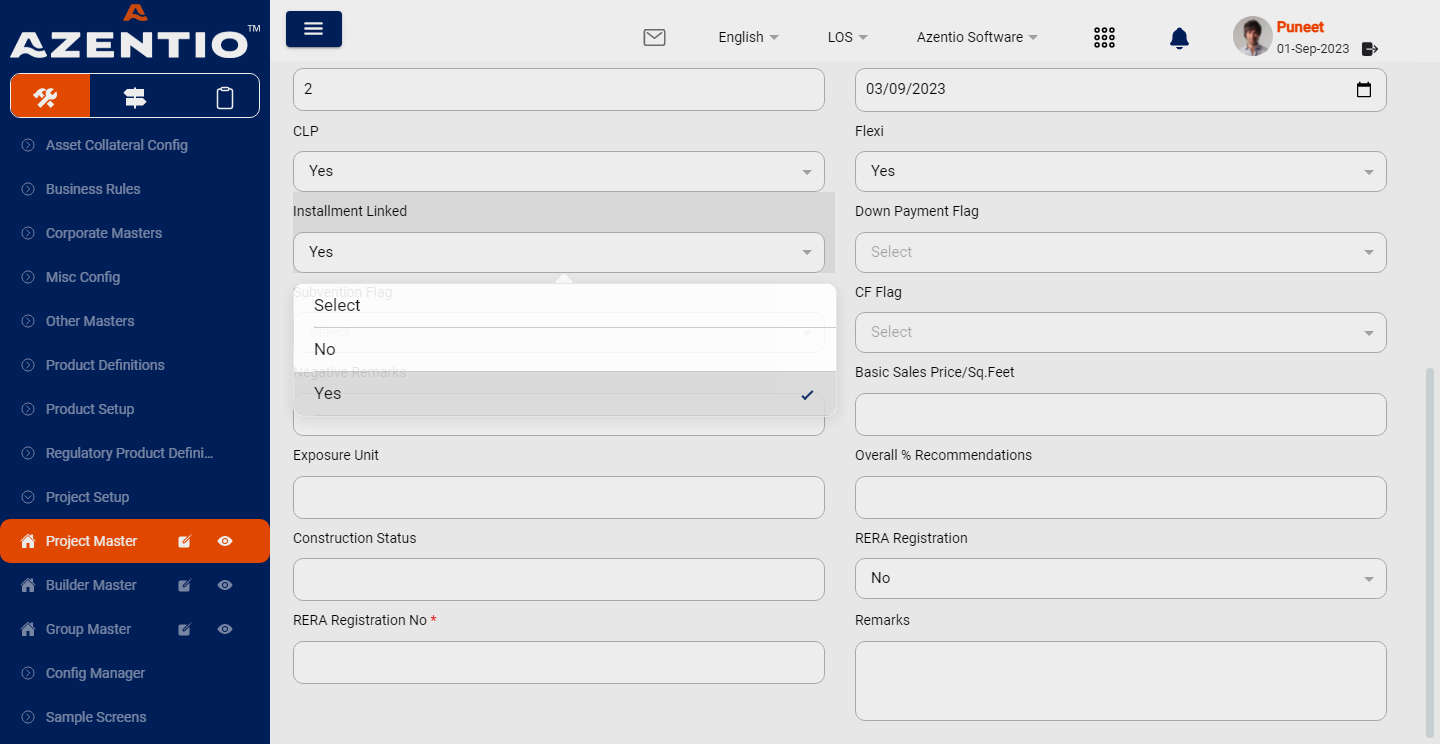 AZENTIO™
English
LOS
Azentio Software
Puneet
01-Sep-2023
Asset Collateral Config
Business Rules
Corporate Masters
Misc Config
Other Masters
Product Definitions
Product Setup
Regulatory Product Defini...
Project Setup
Project Master
Builder Master
Group Master
Config Manager
Sample Screens
2
03/09/2023
CLP
Flexi
Yes
Yes
Installment Linked
Down Payment Flag
Yes
Select
Subvention Flag
CF Flag
Select
Select
Select
No
Negative Remarks
Basic Sales Price/Sq.Feet
Yes
Exposure Unit
Overall % Recommendations
Construction Status
RERA Registration
No
RERA Registration No *
Remarks